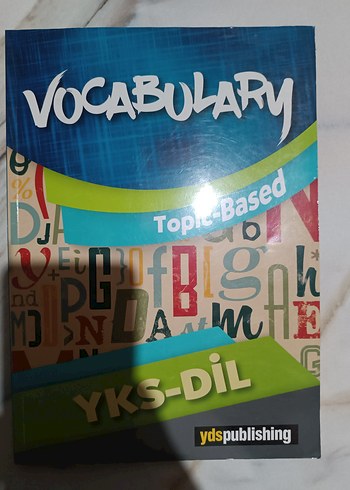 VOCABULARY
Topic-Based
YKS-DİL
ydspublishing